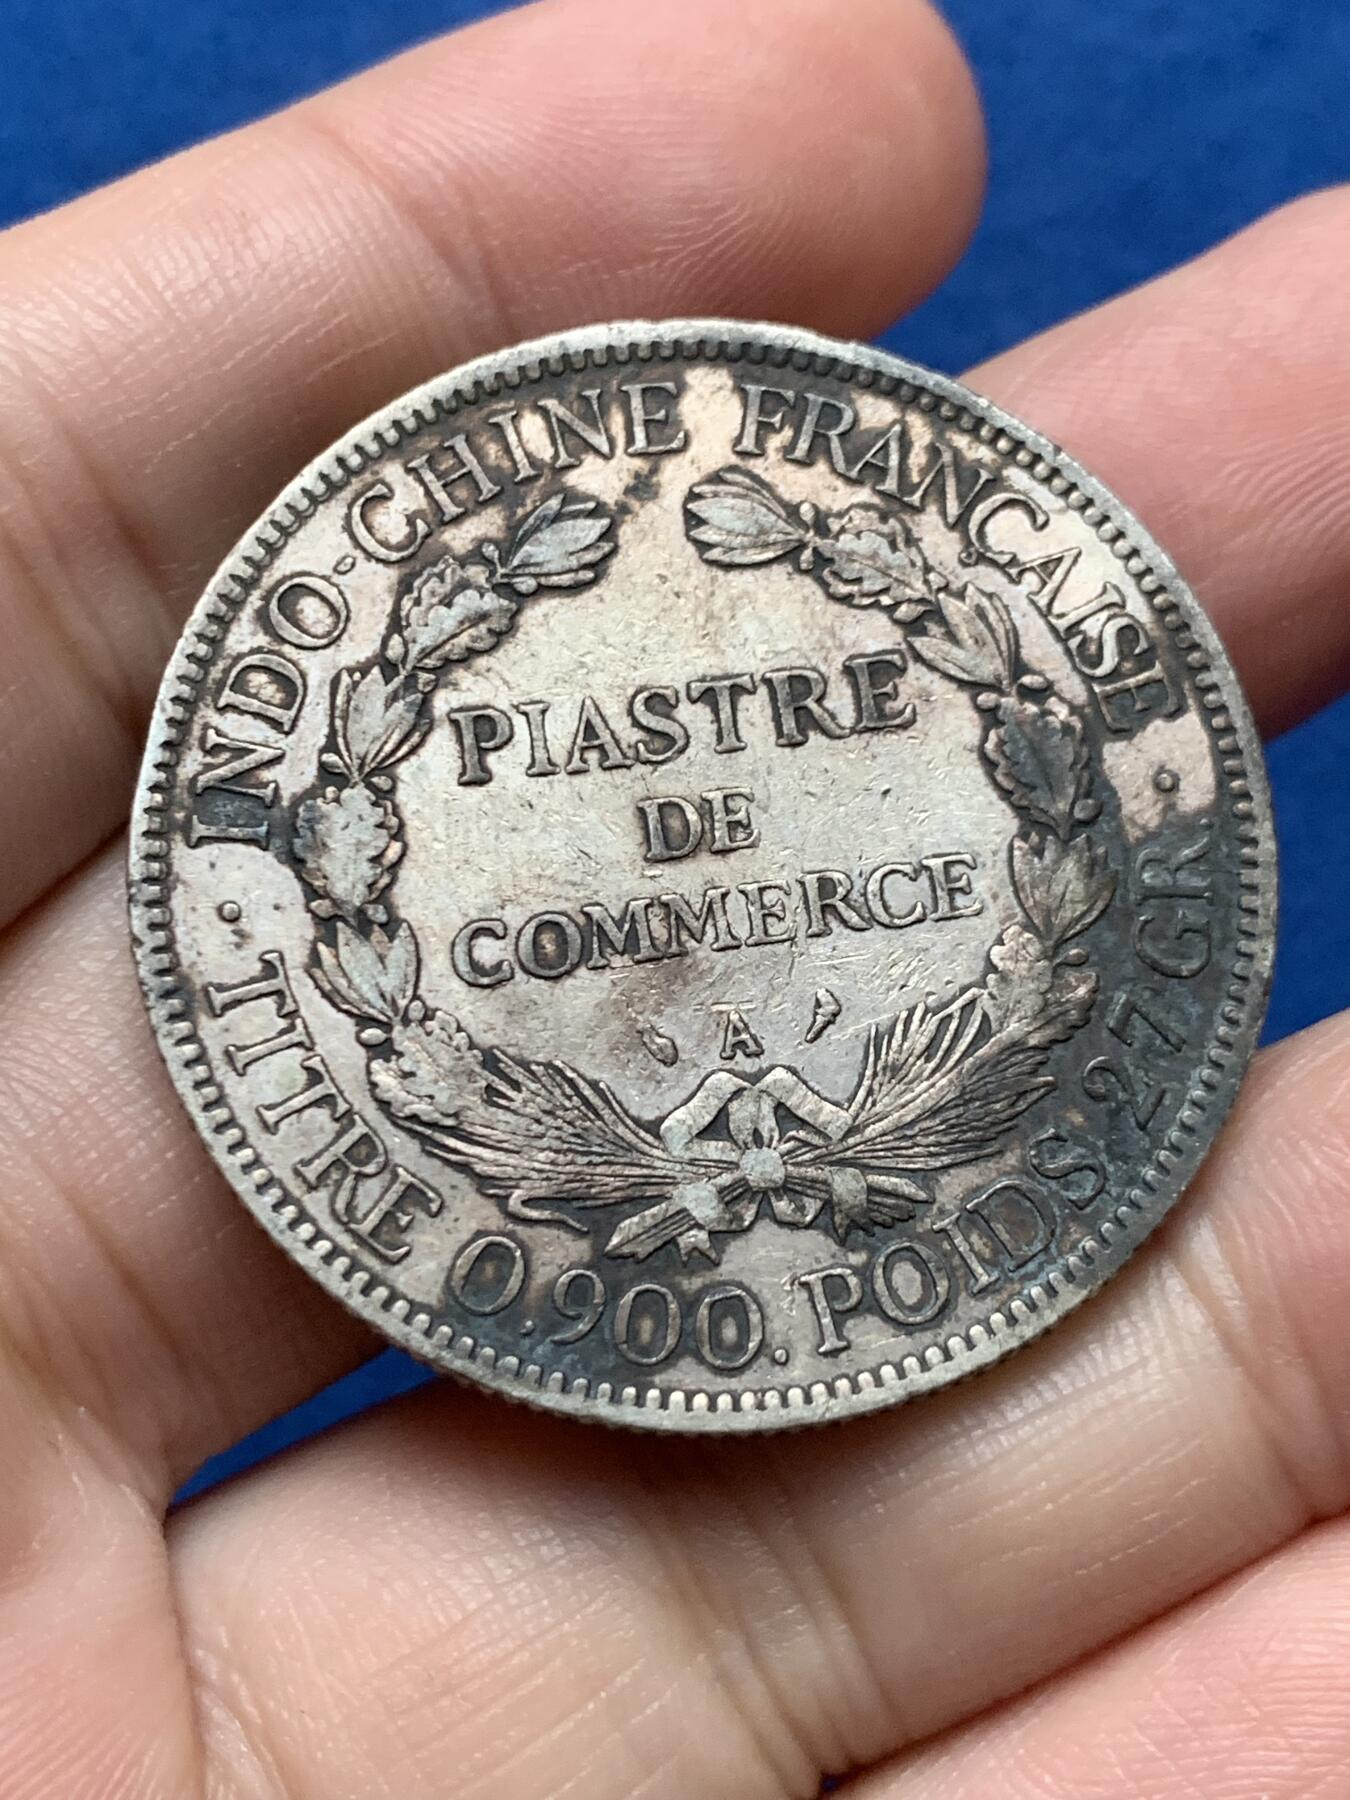 INDO-CHINE FRANÇAISE
PIASTRE
DE
COMMERCE
A
· TITRE 0,900. POIDS 27 GR ·